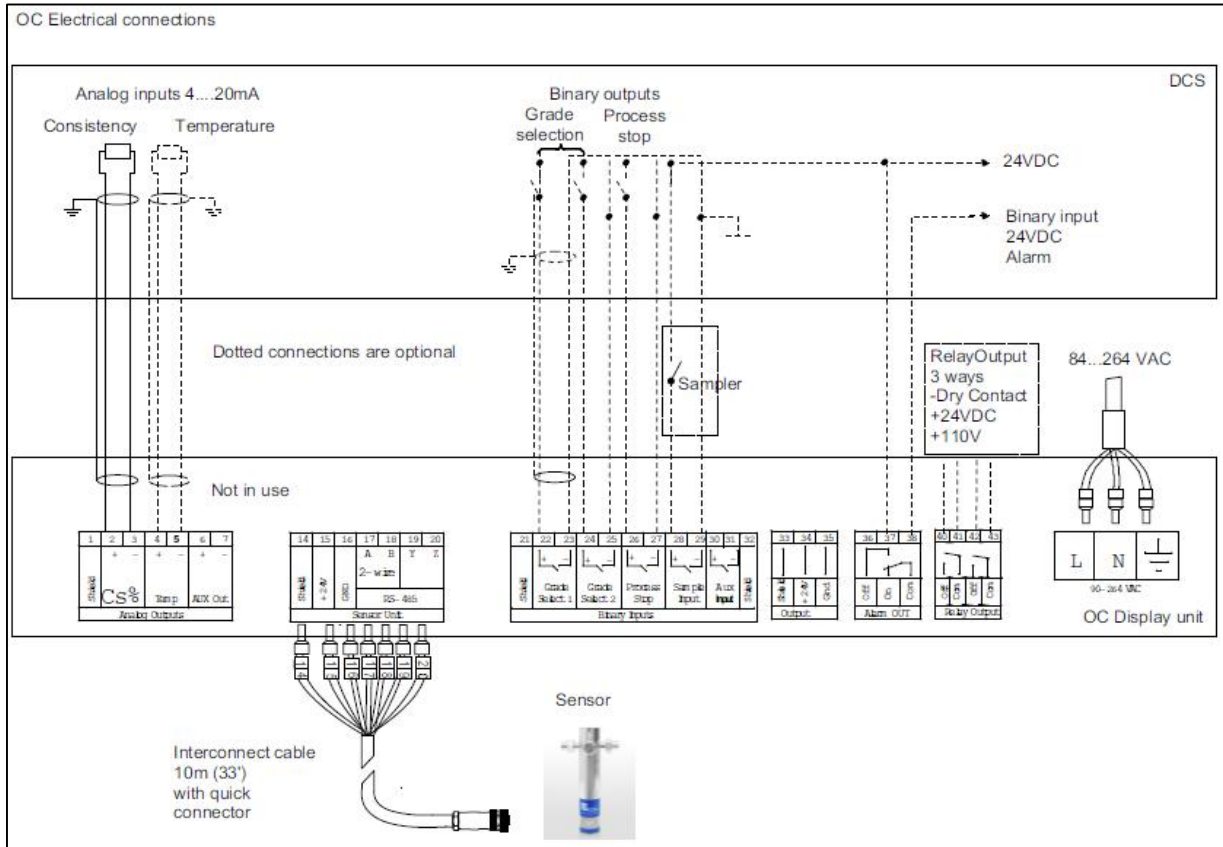 OC Electrical connections
DCS
Analog inputs 4....20mA
Consistency
Temperature
Binary outputs
Grade
selection
Process
stop
24VDC
Binary input
24VDC
Alarm
Dotted connections are optional
Sampler
RelayOutput
3 ways
-Dry Contact
+24VDC
+110V
84...264 VAC
Not in use
1 2 3 4 5 6 7
+ - + - + -
Shield
Cs%
Temp
AUX Out
Analog Outputs
14 15 16 17 18 19 20
A B Y Z
2-wire
Shield
+24V
GND
RS-485
Sensor Unit
21 22 23 24 25 26 27 28 29 30 31 32
+ - + - + - + - + -
Shield
Grade
Select 1
Grade
Select 2
Process
Stop
Sample
Input
Aux
Input
Shield
Binary Inputs
33 34 35
Shield
+24V
Gnd
Output
36 37 38
Off
On
Com
Alarm OUT
40 41 42 43
Off
Com
Off
Com
Relay Output
L N
90-264 VAC
OC Display unit
14 15 16 17 18 19 20
Sensor
Interconnect cable
10m (33')
with quick
connector